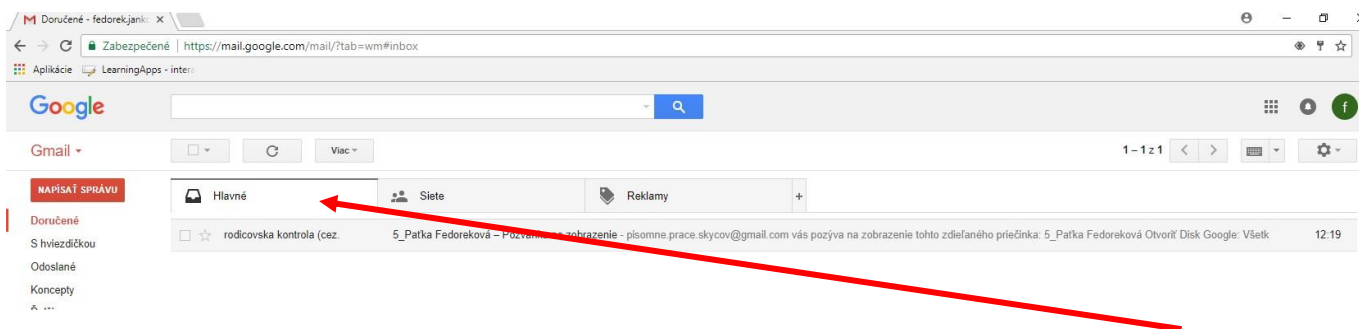 Doručené - fedorek.jank
Zabezpečené | https://mail.google.com/mail/?tab=wm#inbox
Aplikácie LearningApps - inter
Google f
Gmail Viac 1 – 1 z 1
NAPÍSAŤ SPRÁVU Hlavné Siete Reklamy +
Doručené
rodicovska kontrola (cez. 5_Paťka Fedoreková – Pozvánka na zobrazenie - pisomne.prace.skycov@gmail.com vás pozýva na zobrazenie tohto zdieľaného priečinka: 5_Paťka Fedoreková Otvoriť Disk Google: Všetk 12:19
S hviezdičkou
Odoslané
Koncepty